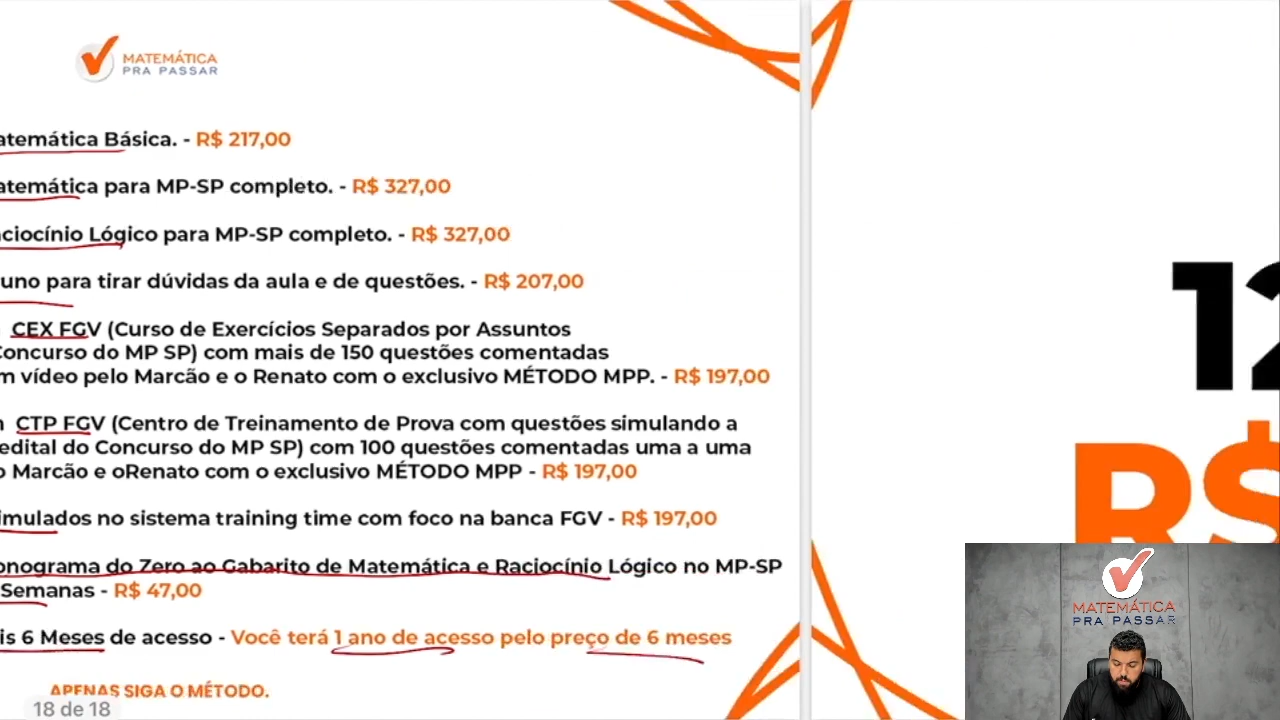 MATEMÁTICA
PRA PASSAR
atemática Básica. - R$ 217,00
atemática para MP-SP completo. - R$ 327,00
aciocínio Lógico para MP-SP completo. - R$ 327,00
uno para tirar dúvidas da aula e de questões. - R$ 207,00
CEX FGV (Curso de Exercícios Separados por Assuntos
Concurso do MP SP) com mais de 150 questões comentadas
m vídeo pelo Marcão e o Renato com o exclusivo MÉTODO MPP. - R$ 197,00
CTP FGV (Centro de Treinamento de Prova com questões simulando a
edital do Concurso do MP SP) com 100 questões comentadas uma a uma
o Marcão e oRenato com o exclusivo MÉTODO MPP - R$ 197,00
imulados no sistema training time com foco na banca FGV - R$ 197,00
onograma do Zero ao Gabarito de Matemática e Raciocínio Lógico no MP-SP
Semanas - R$ 47,00
is 6 Meses de acesso - Você terá 1 ano de acesso pelo preço de 6 meses
APENAS SIGA O MÉTODO.
18 de 18
12
R$
MATEMÁTICA
PRA PASSAR